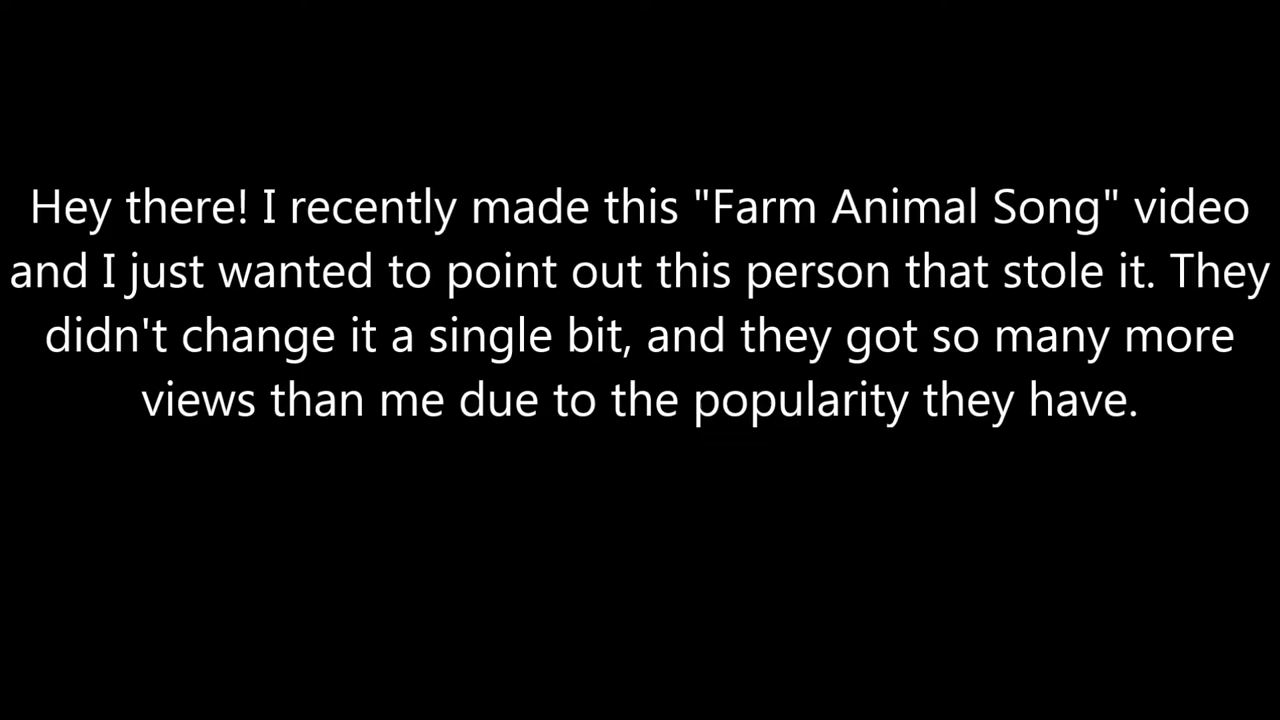 Hey there! I recently made this "Farm Animal Song" video
and I just wanted to point out this person that stole it. They
didn't change it a single bit, and they got so many more
views than me due to the popularity they have.